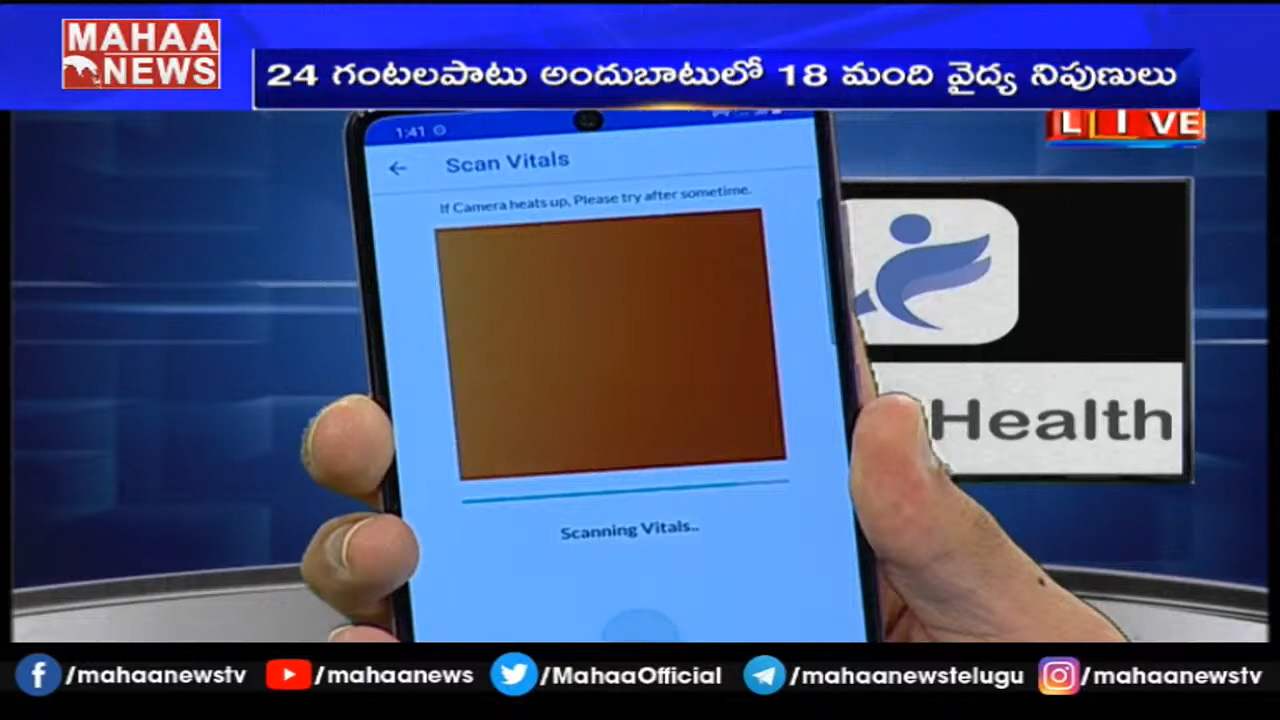 MAHAA
NEWS
24 గంటలపాటు అందుబాటులో 18 మంది వైద్య నిపుణులు
LIVE
1:41
Scan Vitals
If Camera heats up, Please try after sometime.
Scanning Vitals..
Health
/mahaanewstv
/mahaanews
/MahaaOfficial
/mahaanewstelugu
/mahaanewstv